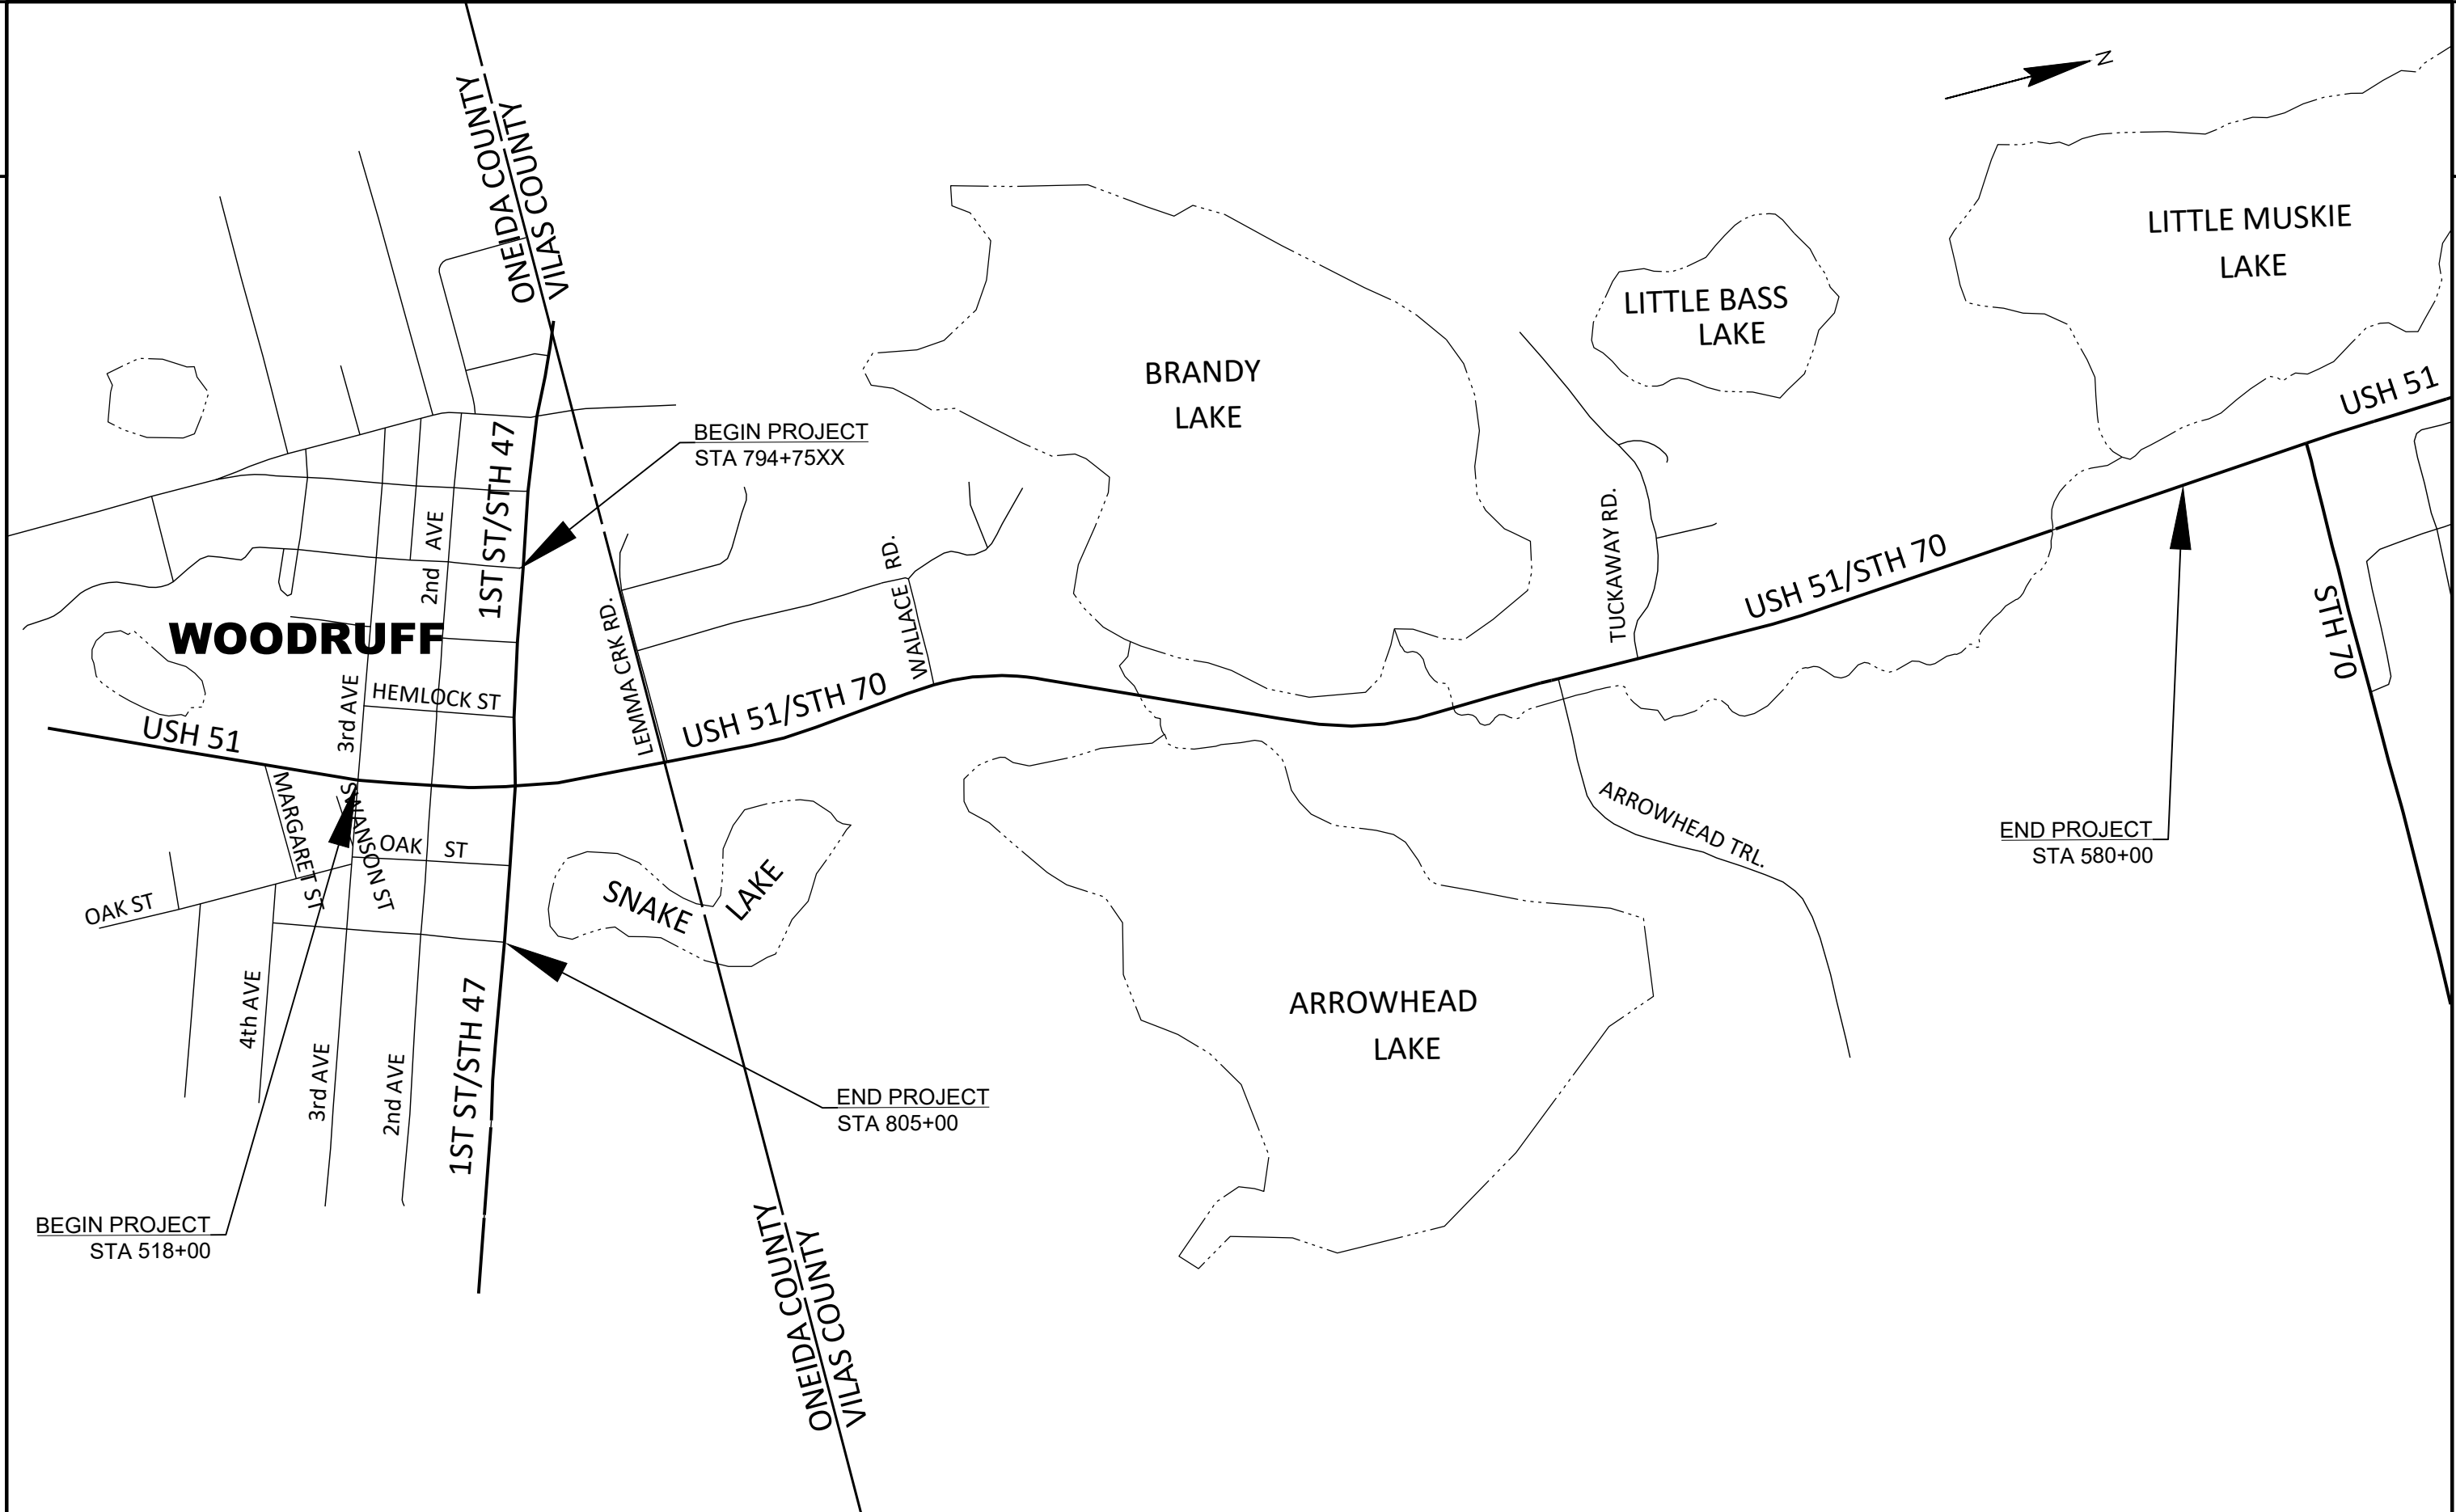 N
ONEIDA COUNTY
VILAS COUNTY
LITTLE MUSKIE
LAKE
LITTLE BASS
LAKE
BRANDY
LAKE
USH 51
BEGIN PROJECT
STA 794+75XX
1ST ST/STH 47
2nd AVE
WALLACE RD.
TUCKAWAY RD.
USH 51/STH 70
STH 70
WOODRUFF
LEMMA CRK RD.
HEMLOCK ST
3rd AVE
USH 51/STH 70
USH 51
MARGARET ST
SWANSON ST
OAK ST
ARROWHEAD TRL.
END PROJECT
STA 580+00
OAK ST
SNAKE LAKE
4th AVE
3rd AVE
2nd AVE
1ST ST/STH 47
ARROWHEAD
LAKE
END PROJECT
STA 805+00
BEGIN PROJECT
STA 518+00
ONEIDA COUNTY
VILAS COUNTY